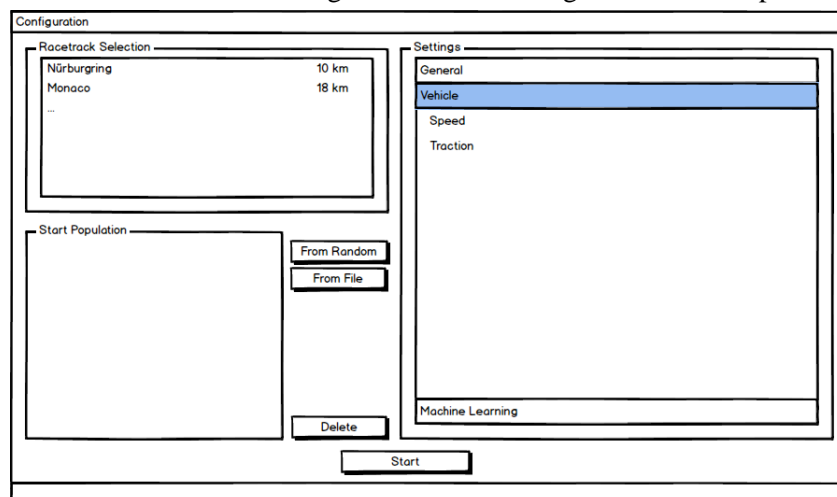 Configuration
Racetrack Selection
Nürburgring 10 km
Monaco 18 km
...
Start Population
From Random
From File
Delete
Settings
General
Vehicle
Speed
Traction
Machine Learning
Start